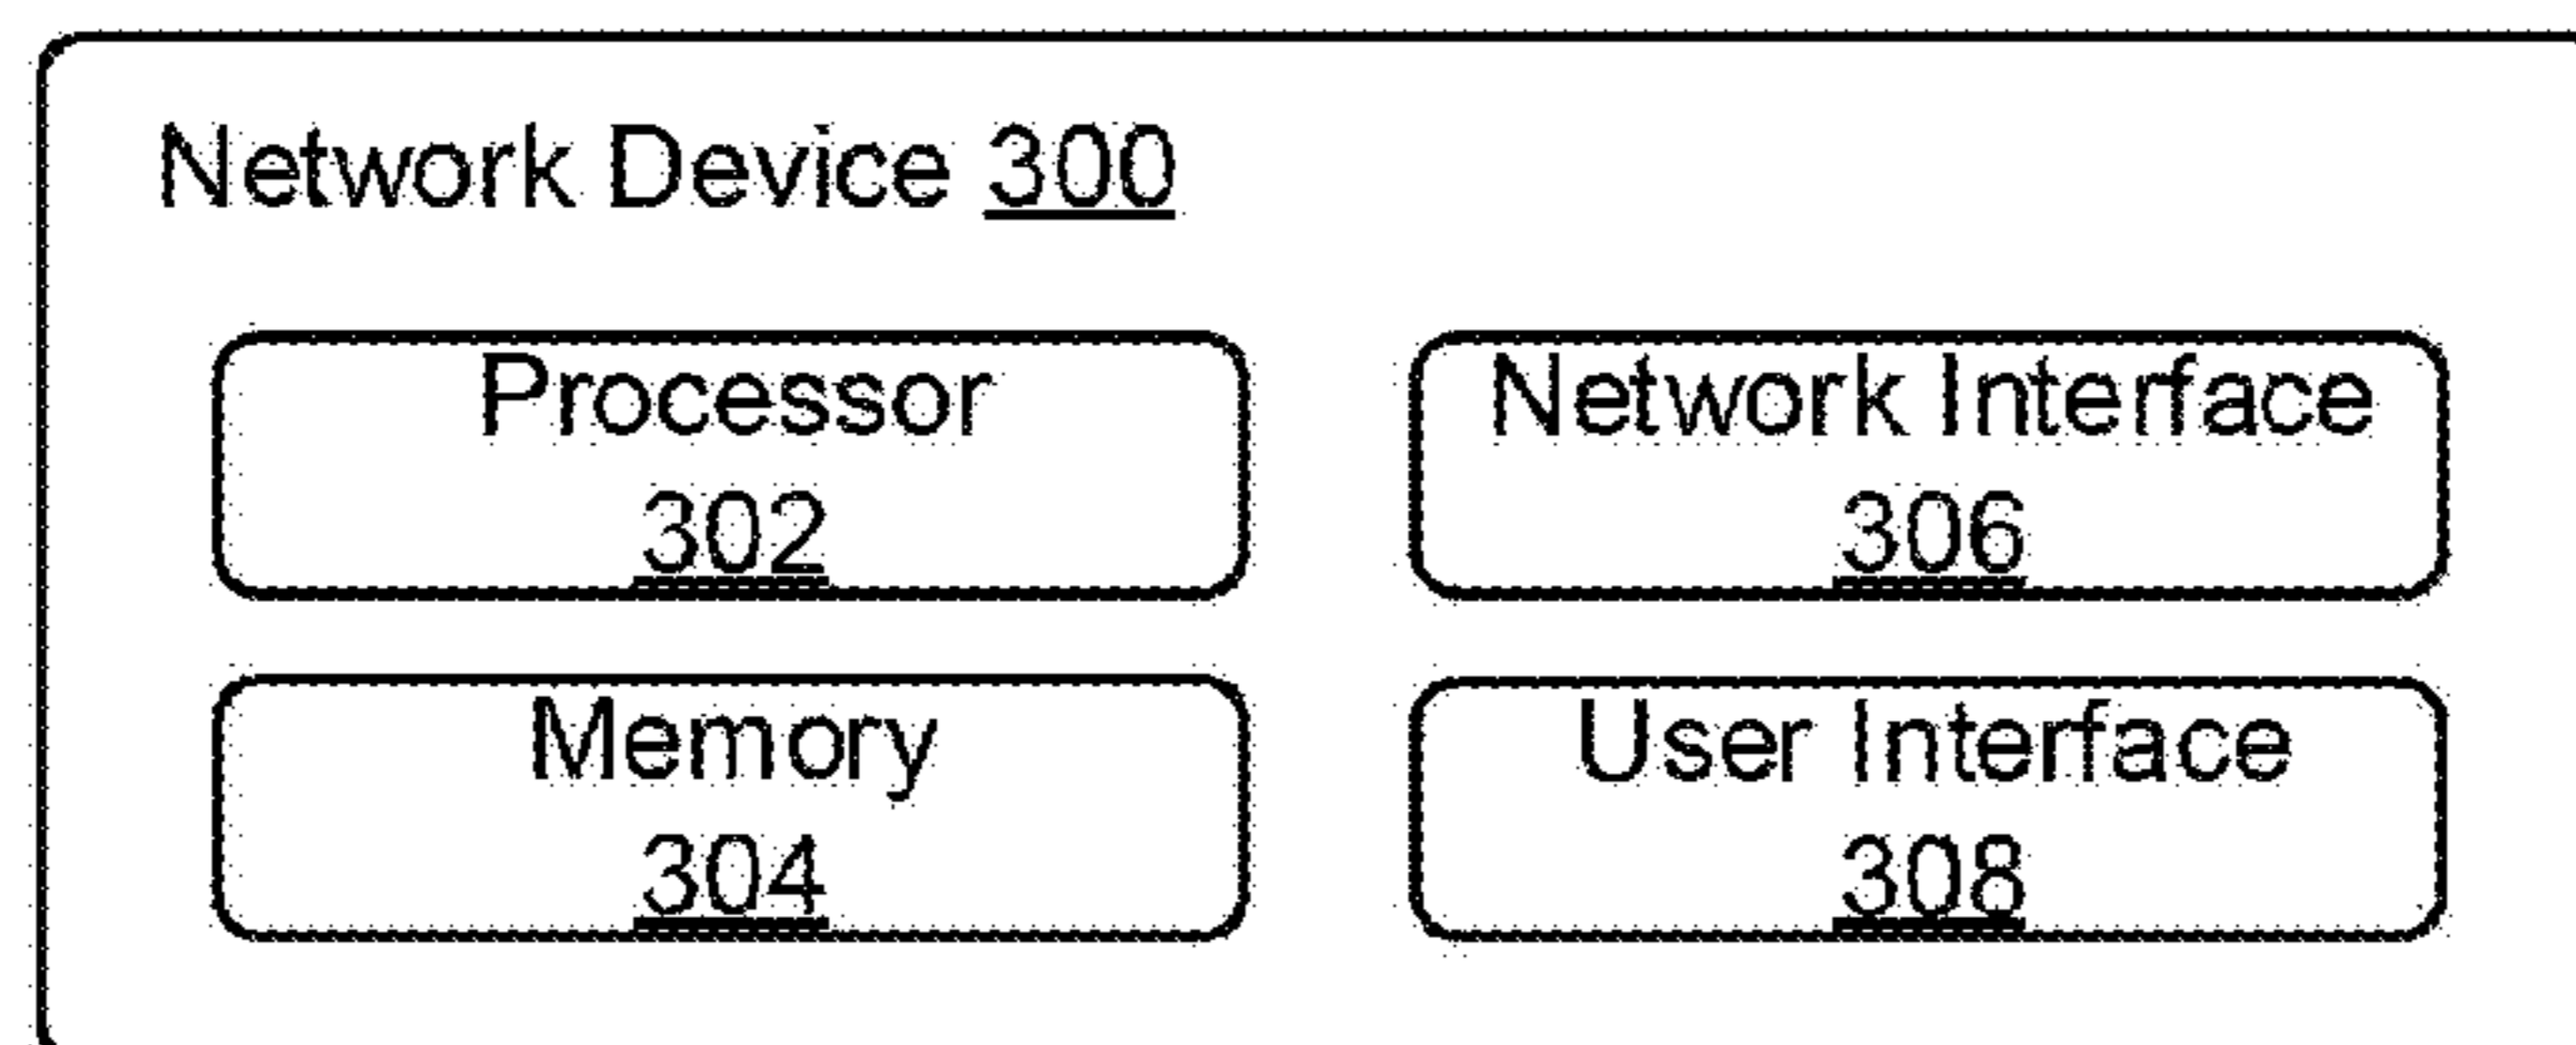 Network Device 300
Processor
302
Network Interface
306
Memory
304
User Interface
308